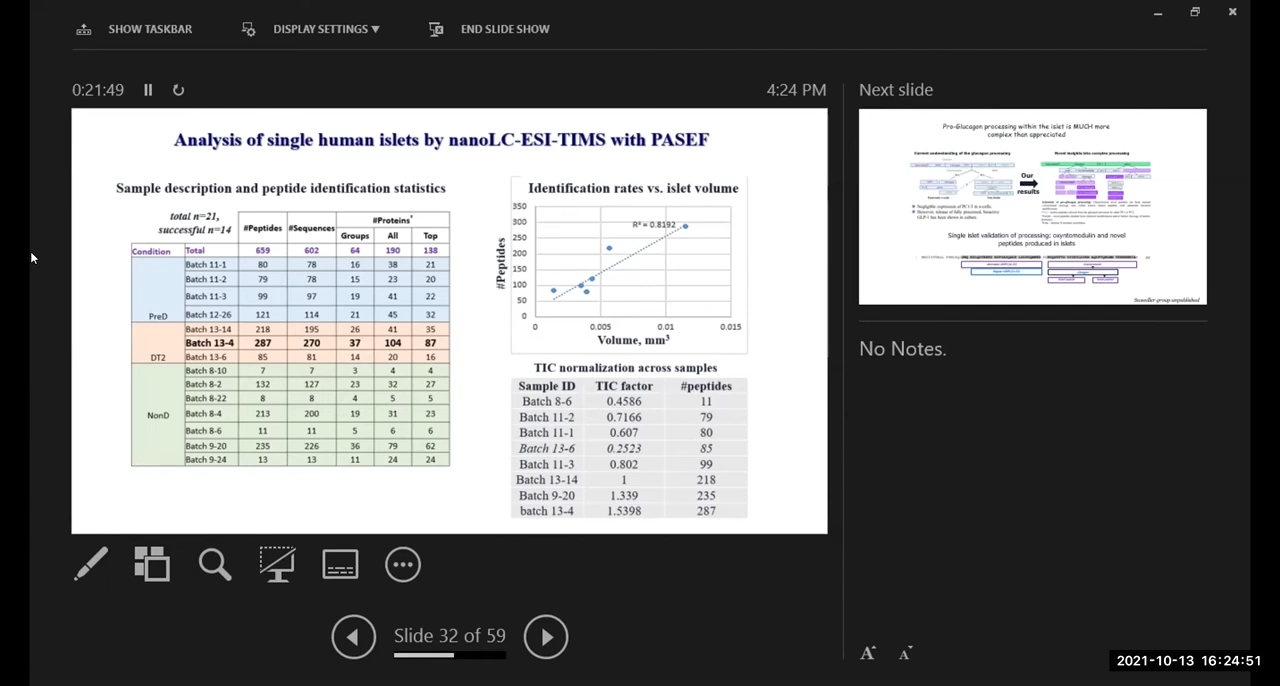 SHOW TASKBAR
DISPLAY SETTINGS ▼
END SLIDE SHOW
0:21:49
4:24 PM
Analysis of single human islets by nanoLC-ESI-TIMS with PASEF
Sample description and peptide identification statistics
total n=21,
successful n=14
#Peptides #Sequences #Proteins*
Groups All Top
Condition Total 659 602 64 190 138
PreD
Batch 11-1 80 78 16 38 21
Batch 11-2 79 78 15 23 20
Batch 11-3 99 97 19 41 22
Batch 12-26 121 114 21 45 32
DT2
Batch 13-14 218 195 26 41 35
Batch 13-4 287 270 37 104 87
Batch 13-6 85 81 14 20 16
NonD
Batch 8-10 7 7 3 4 4
Batch 8-2 132 127 23 32 27
Batch 8-22 8 8 4 5 5
Batch 8-4 213 200 19 31 23
Batch 8-6 11 11 5 6 6
Batch 9-20 235 226 36 79 62
Batch 9-24 13 13 11 24 24
Identification rates vs. islet volume
#Peptides
350
300
250
200
150
100
50
0
R² = 0.8192
0 0.005 0.01 0.015
Volume, mm³
TIC normalization across samples
Sample ID TIC factor #peptides
Batch 8-6 0.4586 11
Batch 11-2 0.7166 79
Batch 11-1 0.607 80
Batch 13-6 0.2523 85
Batch 11-3 0.802 99
Batch 13-14 1 218
Batch 9-20 1.339 235
batch 13-4 1.5398 287
Slide 32 of 59
Next slide
Pro-Glucagon processing within the islet is MUCH more
complex than appreciated
Current understanding of the glucagon processing
Novel insights into complex processing
Our
results
Single islet validation of processing: oxyntomodulin and novel
peptides produced in islets
Sweedler group unpublished
No Notes.
A A
2021-10-13 16:24:51